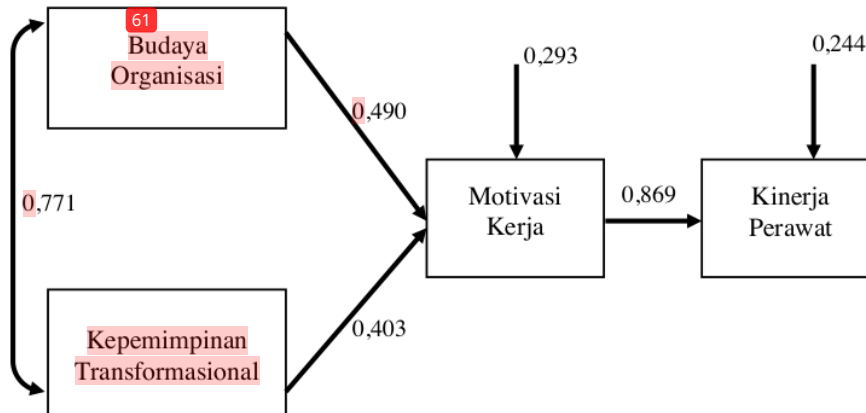 61
Budaya
Organisasi
0,293
0,244
0,490
Motivasi
Kerja
0,869
Kinerja
Perawat
0,771
0,403
Kepemimpinan
Transformasional